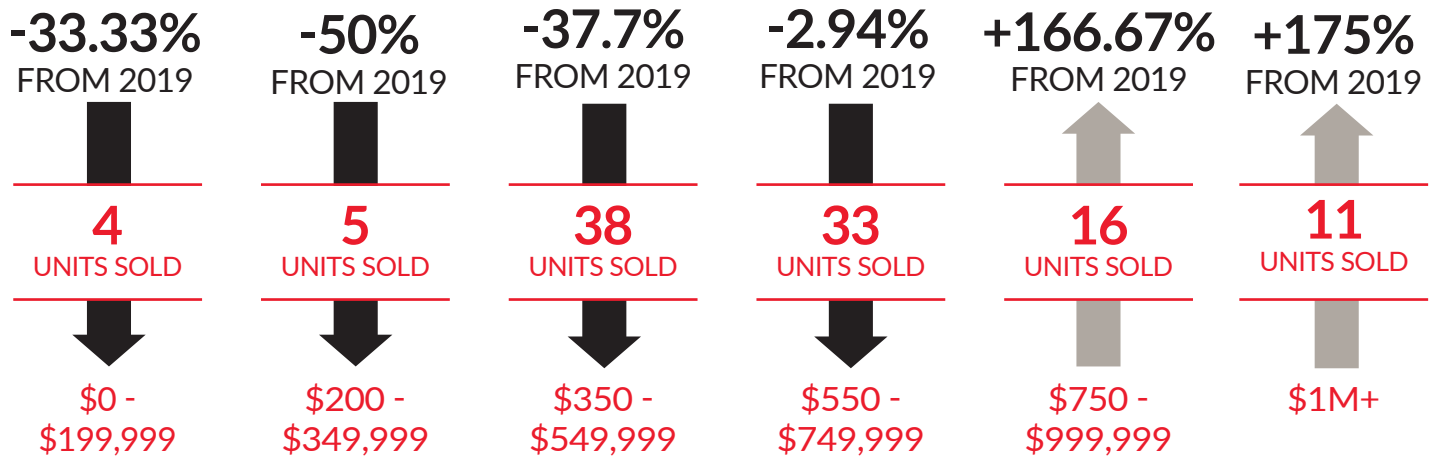 -33.33%
FROM 2019
4
UNITS SOLD
$0 -
$199,999
-50%
FROM 2019
5
UNITS SOLD
$200 -
$349,999
-37.7%
FROM 2019
38
UNITS SOLD
$350 -
$549,999
-2.94%
FROM 2019
33
UNITS SOLD
$550 -
$749,999
+166.67%
FROM 2019
16
UNITS SOLD
$750 -
$999,999
+175%
FROM 2019
11
UNITS SOLD
$1M+